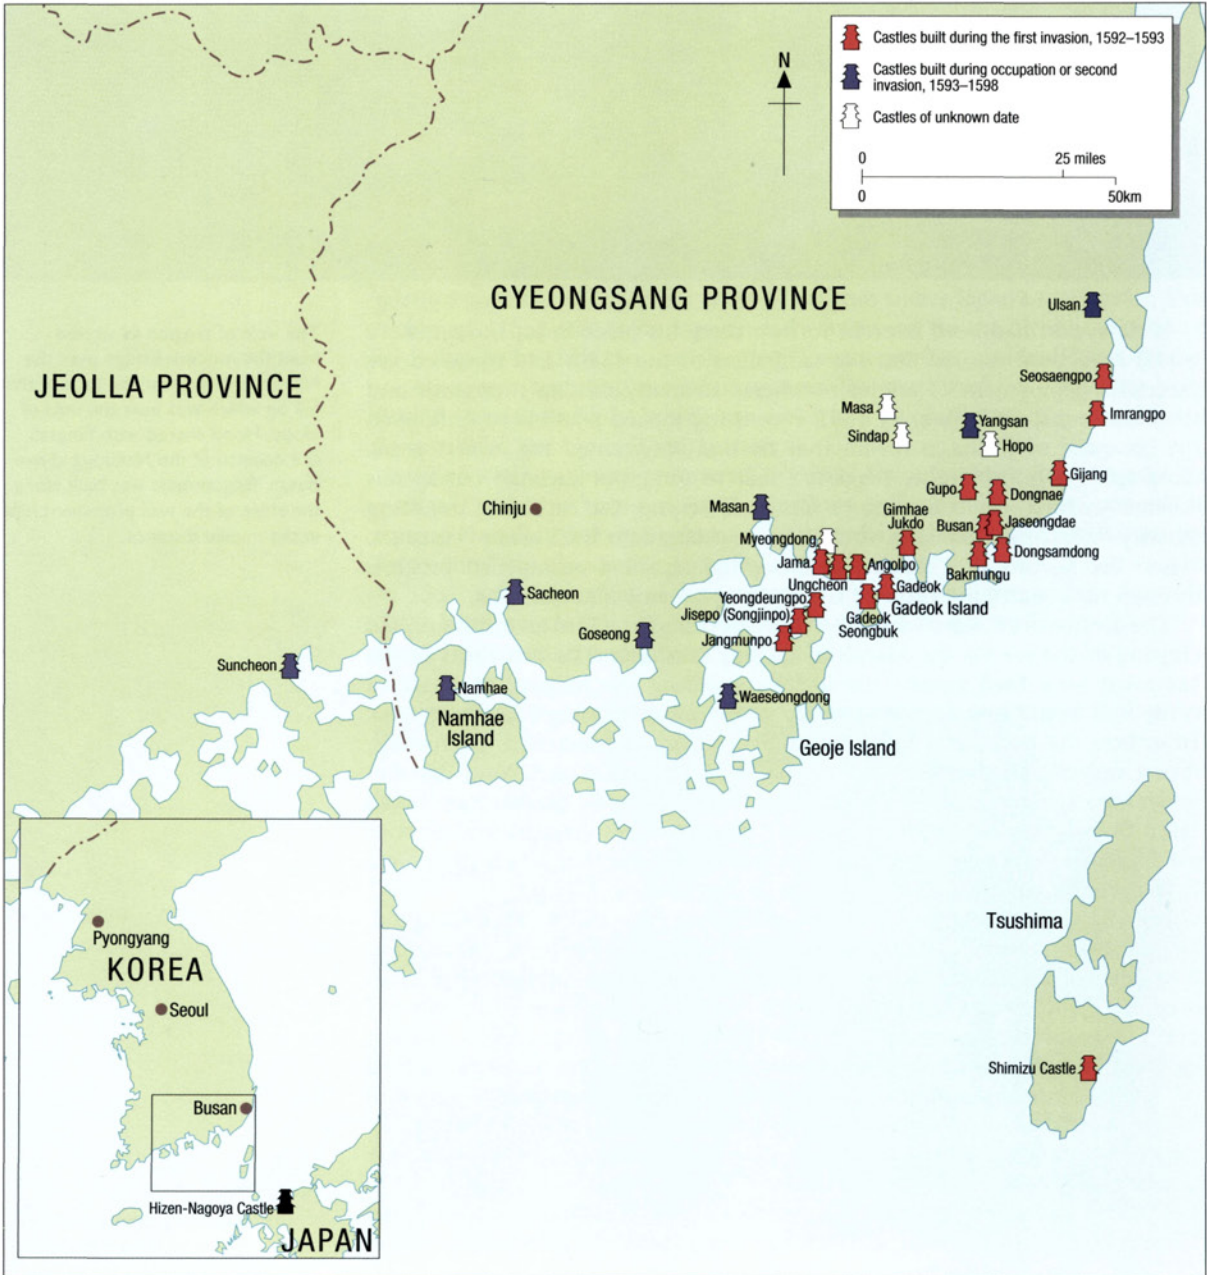 N
Castles built during the first invasion, 1592–1593
Castles built during occupation or second
invasion, 1593–1598
Castles of unknown date
0
25 miles
0
50km
GYEONGSANG PROVINCE
JEOLLA PROVINCE
Ulsan
Seosaengpo
Imrangpo
Masa
Sindap
Yangsan
Hopo
Gijang
Gupo
Dongnae
Chinju
Masan
Gimhae
Jukdo
Busan
Jaseongdae
Myeongdong
Dongsamdong
Jama
Angolpo
Bakmungu
Ungcheon
Gadeok
Sacheon
Yeongdeungpo
Gadeok Island
Jisepo (Songjinpo)
Gadeok
Seongbuk
Goseong
Jangmunpo
Suncheon
Namhae
Waeseongdong
Namhae
Island
Geoje Island
Tsushima
Shimizu Castle
Pyongyang
KOREA
Seoul
Busan
Hizen-Nagoya Castle
JAPAN